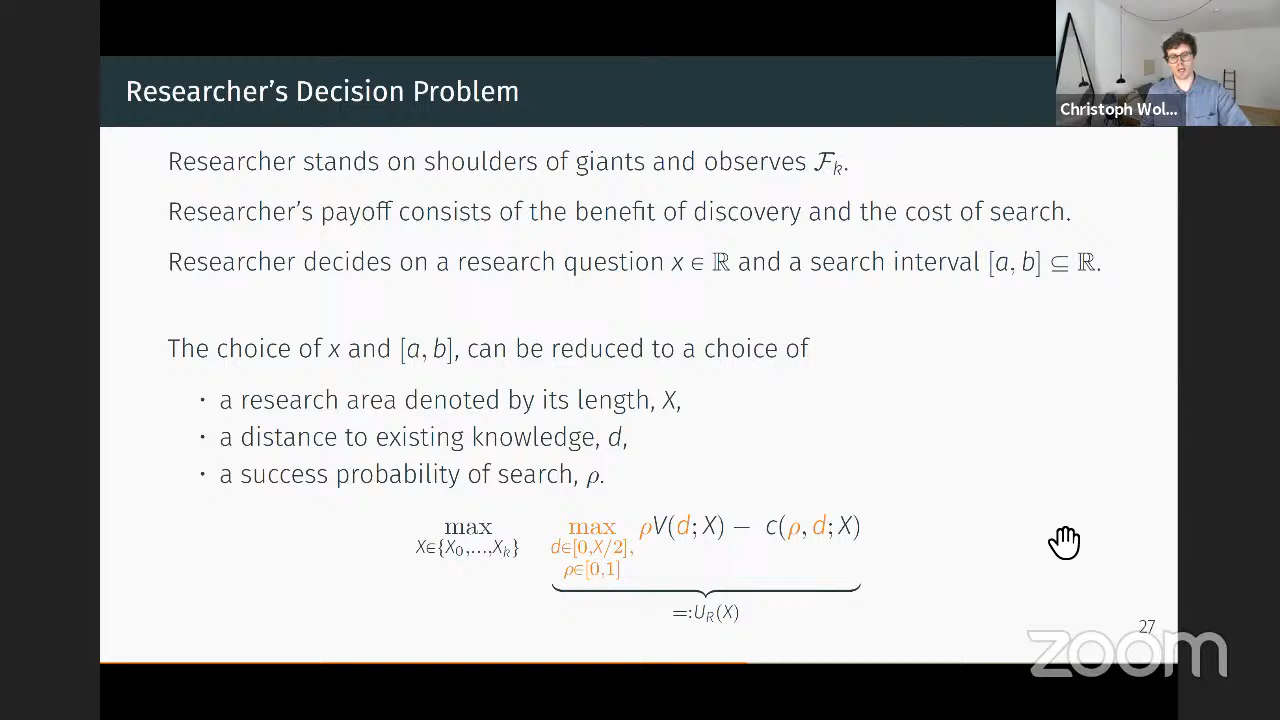 Researcher's Decision Problem
Christoph Wol...
Researcher stands on shoulders of giants and observes ℱₖ.
Researcher's payoff consists of the benefit of discovery and the cost of search.
Researcher decides on a research question x ∈ ℝ and a search interval [a, b] ⊆ ℝ.
The choice of x and [a, b], can be reduced to a choice of
· a research area denoted by its length, X,
· a distance to existing knowledge, d,
· a success probability of search, ρ.
max max ρV(d; X) − c(ρ, d; X)
X∈{X₀,…,Xₖ} d∈[0,X/2],
ρ∈[0,1]
=:U_R(X)
27
zoom